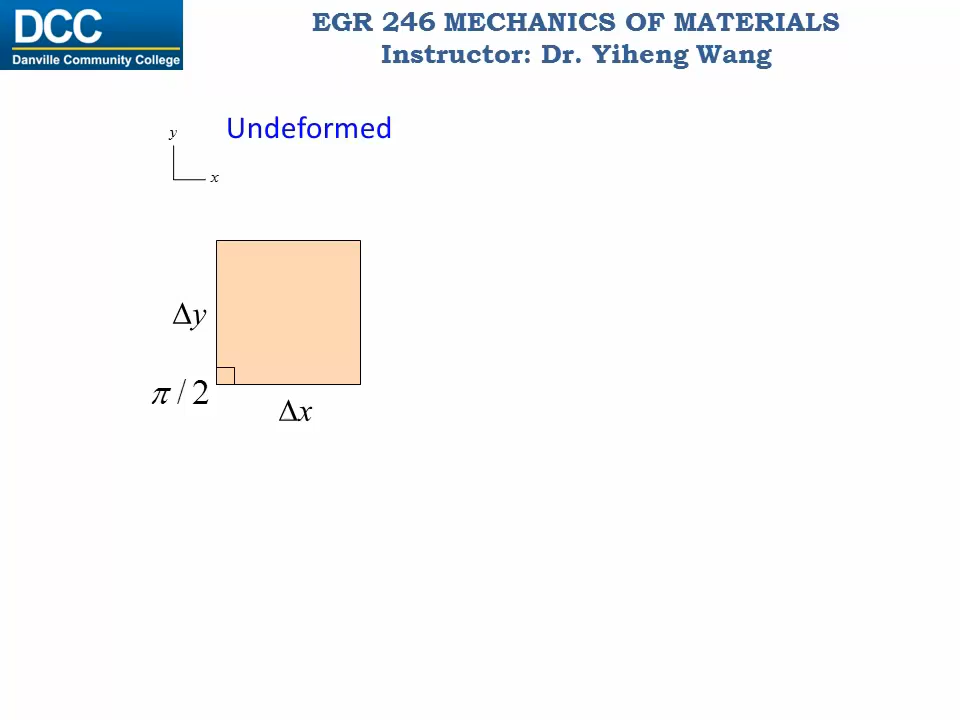 DCC
Danville Community College
EGR 246 MECHANICS OF MATERIALS
Instructor: Dr. Yiheng Wang
Undeformed
y
x
Δy
π / 2
Δx